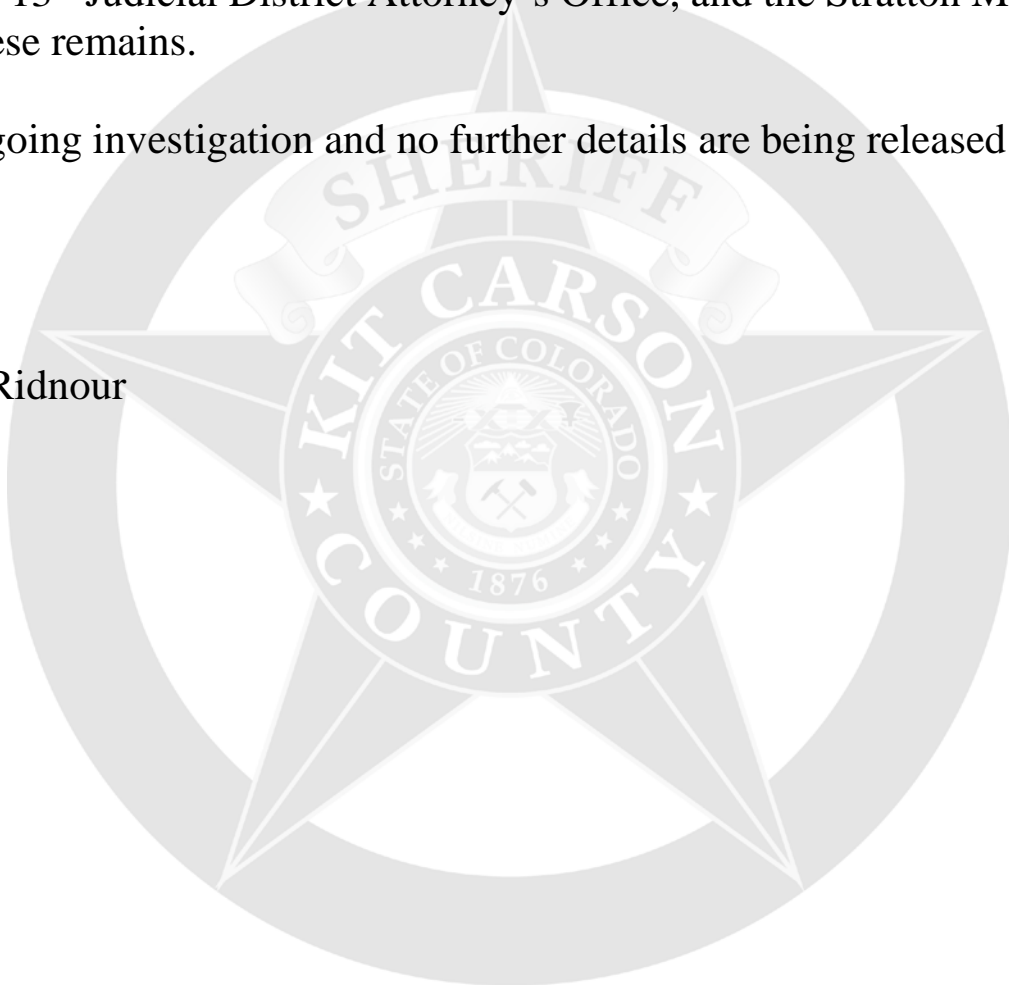 Judicial District Attorney's Office, and the Stratton
ese remains.
going investigation and no further details are being released
Ridnour
SHERIFF
KIT CARSON
STATE OF COLORADO
1876
COUNTY